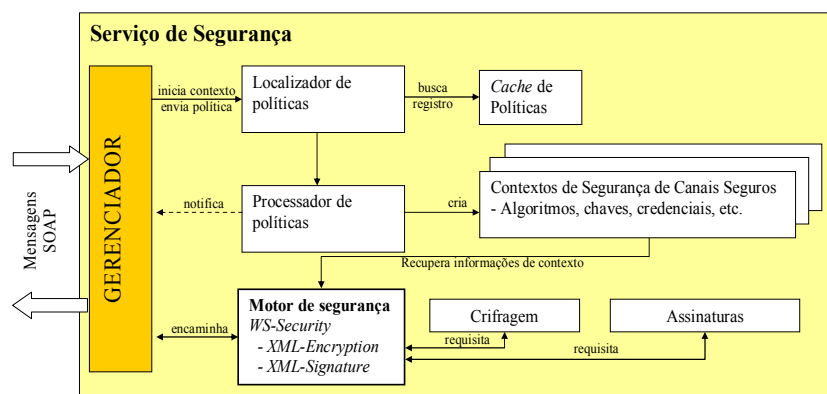 Serviço de Segurança
Mensagens
SOAP
GERENCIADOR
inicia contexto
envia política
Localizador de
políticas
busca
registro
Cache de
Políticas
notifica
Processador de
políticas
cria
Contextos de Segurança de Canais Seguros
- Algoritmos, chaves, credenciais, etc.
Recupera informações de contexto
encaminha
Motor de segurança
WS-Security
- XML-Encryption
- XML-Signature
Crifragem
requisita
Assinaturas
requisita